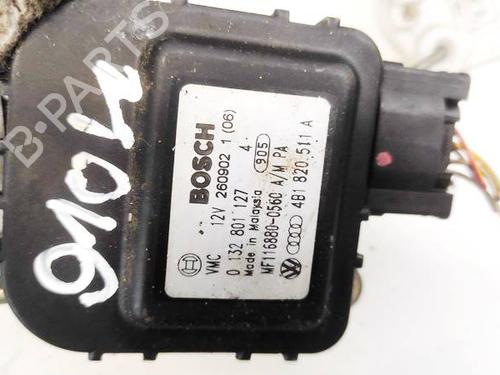 BOSCH
12V 260902 1 (06)
VMC
0 132 801 127 4
Made in Malaysia 905
MF116880-0560 A/M PA
4B1 820 511 A
910H
B-PARTS